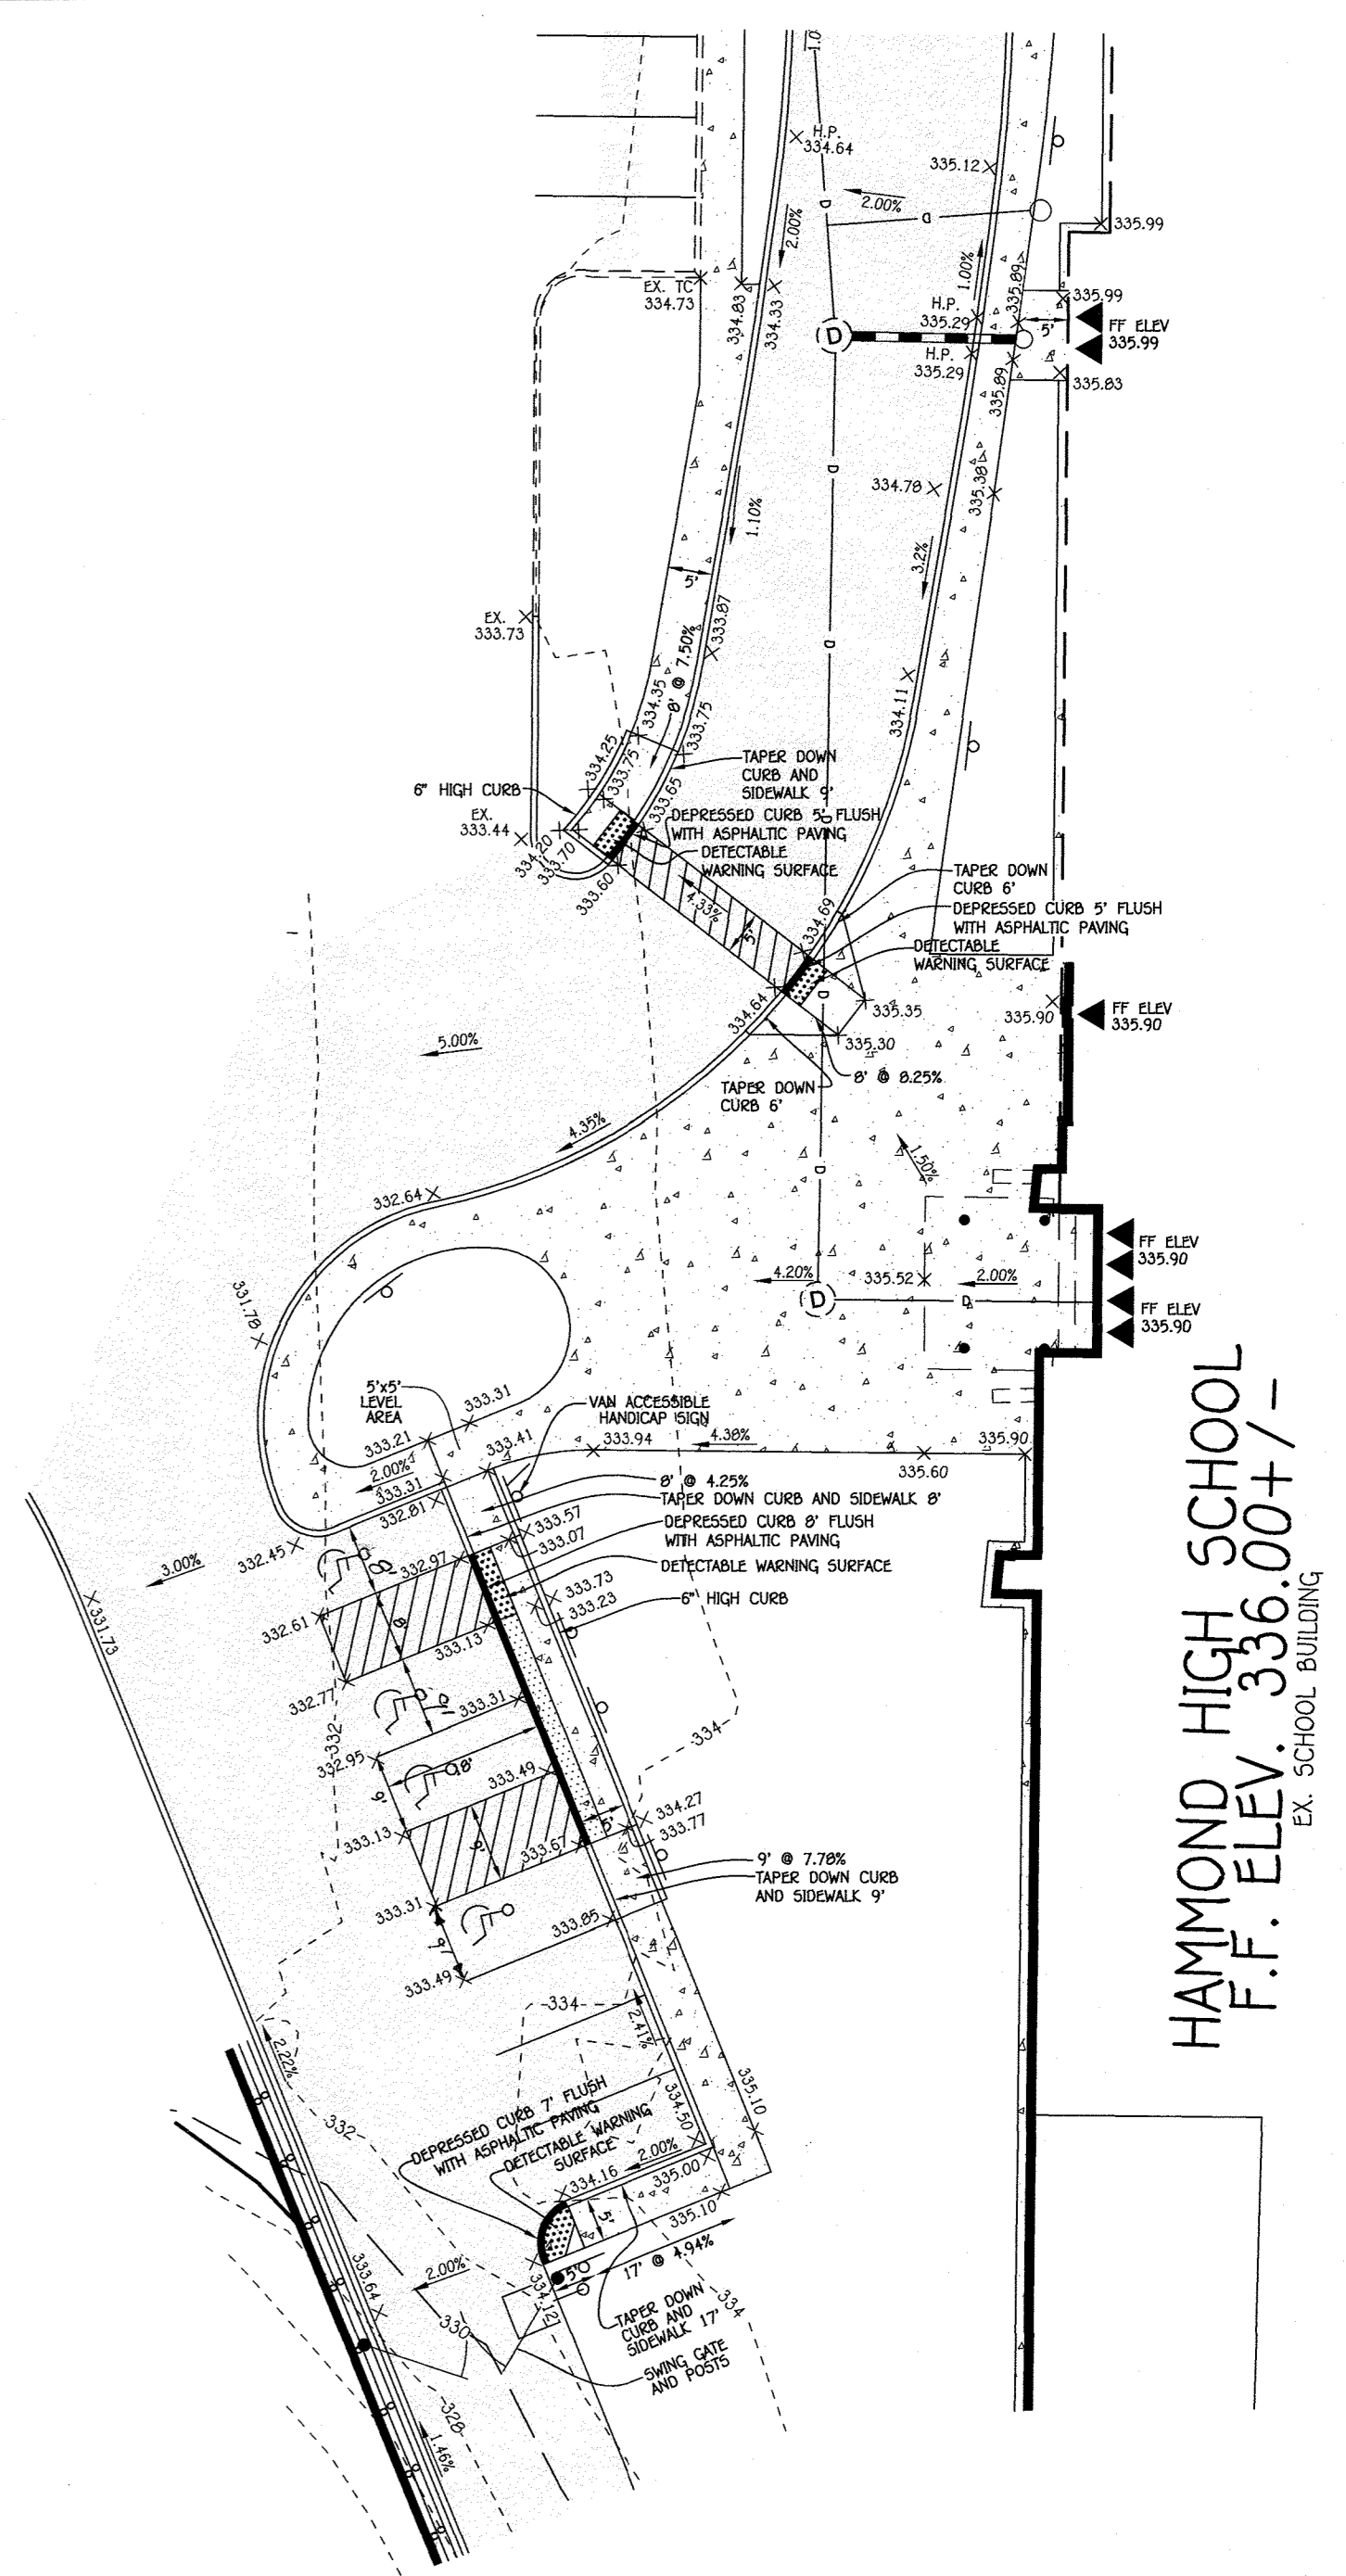 1.0
H.P.
334.64
335.12
2.00%
D
D
2.00%
335.99
EX. TC
334.73
334.83
334.33
1.00%
335.89
335.99
H.P.
335.29
5'
FF ELEV
335.99
D
H.P.
335.29
335.89
335.83
D
334.78
335.38
1.10%
3.2%
5'
EX.
333.73
333.87
D
8' @ 7.50%
334.35
334.11
334.25
333.75
333.75
TAPER DOWN
CURB AND
SIDEWALK 9'
6" HIGH CURB
333.65
EX.
333.44
DEPRESSED CURB 5' FLUSH
WITH ASPHALTIC PAVING
DETECTABLE
WARNING SURFACE
334.20
333.70
333.60
4.33%
5'
TAPER DOWN
CURB 6'
334.69
DEPRESSED CURB 5' FLUSH
WITH ASPHALTIC PAVING
DETECTABLE
WARNING SURFACE
D
334.64
335.35
335.90
FF ELEV
335.90
335.30
5.00%
8' @ 8.25%
TAPER DOWN
CURB 6'
4.35%
1.50%
D
332.64
FF ELEV
335.90
4.20%
335.52
2.00%
D
D
FF ELEV
335.90
331.78
5'x5'
LEVEL
AREA
333.31
VAN ACCESSIBLE
HANDICAP SIGN
333.21
333.41
333.94
4.38%
335.90
335.60
2.00%
333.31
8' @ 4.25%
332.81
TAPER DOWN CURB AND SIDEWALK 8'
333.57
DEPRESSED CURB 8' FLUSH
WITH ASPHALTIC PAVING
333.07
332.45
3.00%
8'
332.97
DETECTABLE WARNING SURFACE
333.73
333.23
6" HIGH CURB
331.73
332.61
8'
333.13
332.77
333.31
9'
332
334
332.95
18'
333.49
9'
333.13
9'
333.67
5'
334.27
333.77
9' @ 7.78%
TAPER DOWN CURB
AND SIDEWALK 9'
333.31
333.85
9'
333.49
334
2.41%
2.22%
335.10
332
DEPRESSED CURB 7' FLUSH
WITH ASPHALTIC PAVING
DETECTABLE WARNING
SURFACE
334.50
2.00%
334.16
335.00
5'
335.10
333.64
2.00%
5'
17' @ 4.94%
334.12
330
TAPER DOWN
CURB AND
SIDEWALK 17'
334
SWING GATE
AND POSTS
328
1.46%
HAMMOND HIGH SCHOOL
F.F. ELEV. 336.00+/-
EX. SCHOOL BUILDING